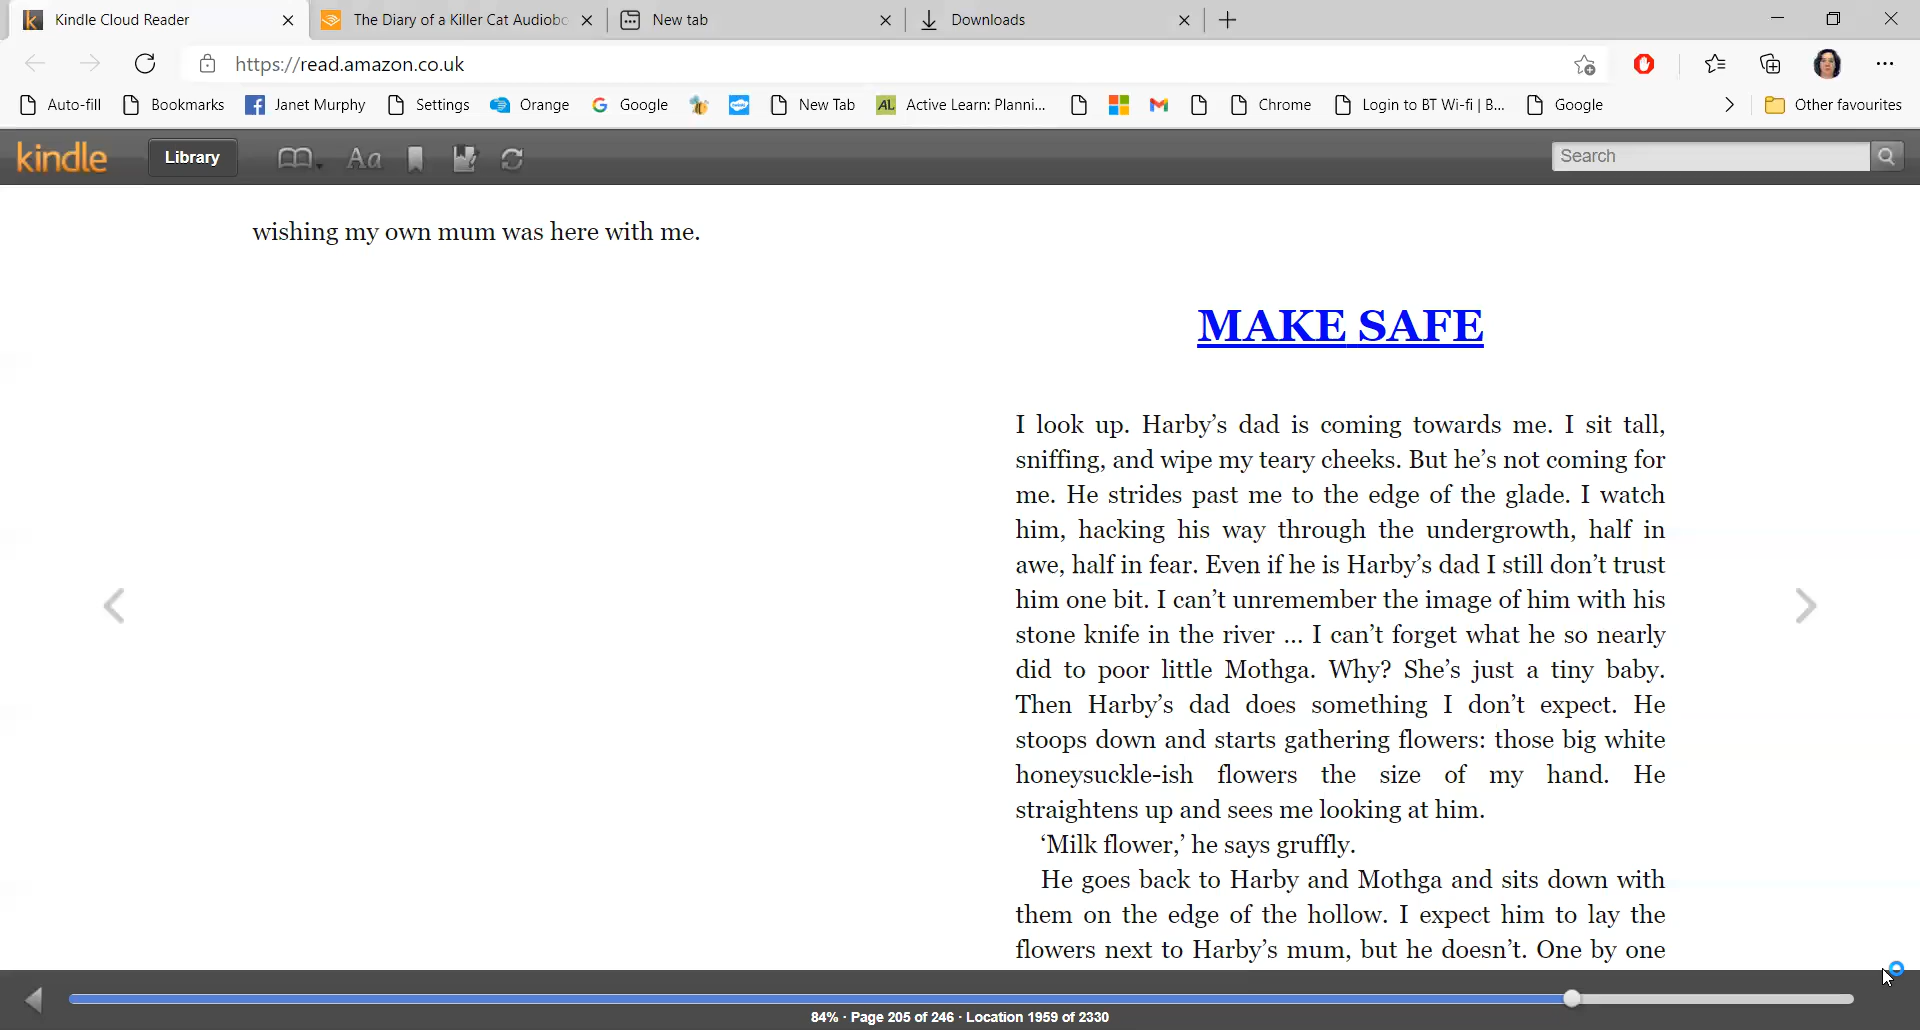 Kindle Cloud Reader
The Diary of a Killer Cat Audiobo
New tab
Downloads
https://read.amazon.co.uk
Auto-fill
Bookmarks
Janet Murphy
Settings
Orange
Google
New Tab
AL Active Learn: Planni...
Chrome
Login to BT Wi-fi | B...
Google
Other favourites
kindle
Library
Aa
Search
wishing my own mum was here with me.
MAKE SAFE
I look up. Harby’s dad is coming towards me. I sit tall,
sniffing, and wipe my teary cheeks. But he’s not coming for
me. He strides past me to the edge of the glade. I watch
him, hacking his way through the undergrowth, half in
awe, half in fear. Even if he is Harby’s dad I still don’t trust
him one bit. I can’t unremember the image of him with his
stone knife in the river ... I can’t forget what he so nearly
did to poor little Mothga. Why? She’s just a tiny baby.
Then Harby’s dad does something I don’t expect. He
stoops down and starts gathering flowers: those big white
honeysuckle-ish flowers the size of my hand. He
straightens up and sees me looking at him.
‘Milk flower,’ he says gruffly.
He goes back to Harby and Mothga and sits down with
them on the edge of the hollow. I expect him to lay the
flowers next to Harby’s mum, but he doesn’t. One by one
84% · Page 205 of 246 · Location 1959 of 2330